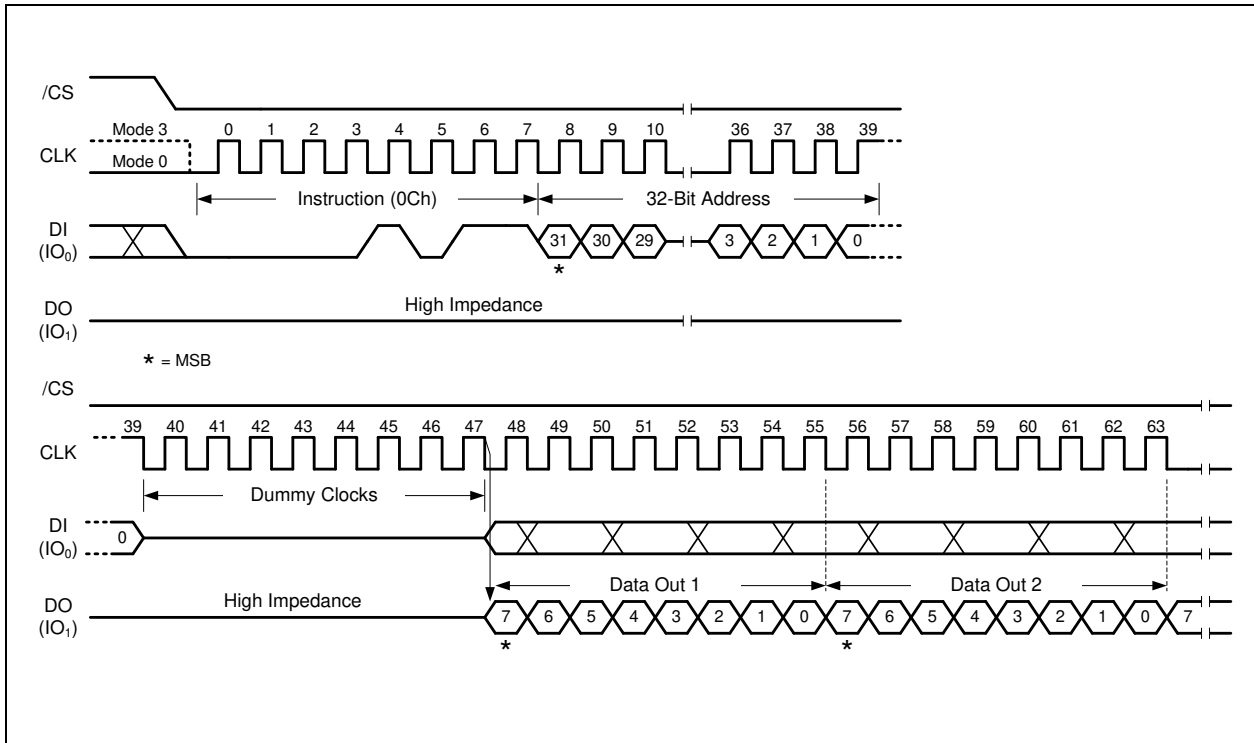 /CS
Mode 3 0 1 2 3 4 5 6 7 8 9 10 36 37 38 39
CLK
Mode 0
Instruction (0Ch) 32-Bit Address
DI
(IO₀)
31 30 29 3 2 1 0
*
High Impedance
DO
(IO₁)
* = MSB
/CS
39 40 41 42 43 44 45 46 47 48 49 50 51 52 53 54 55 56 57 58 59 60 61 62 63
CLK
Dummy Clocks
DI
(IO₀)
0
Data Out 1 Data Out 2
High Impedance
DO
(IO₁)
7 6 5 4 3 2 1 0 7 6 5 4 3 2 1 0 7
* *